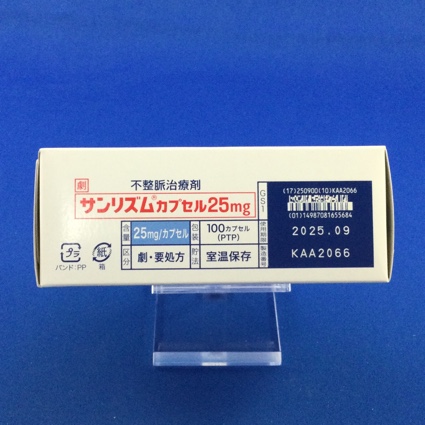 劇
不整脈治療剤
サンリズム®カプセル25mg
含量 25mg/カプセル 包装 100カプセル(PTP)
区分 劇・要処方 貯法 室温保存
プラ
バンド:PP
紙
箱
GS1
(17)250900(10)KAA2066
(01)14987081655684
使用期限 2025.09
製造番号 KAA2066